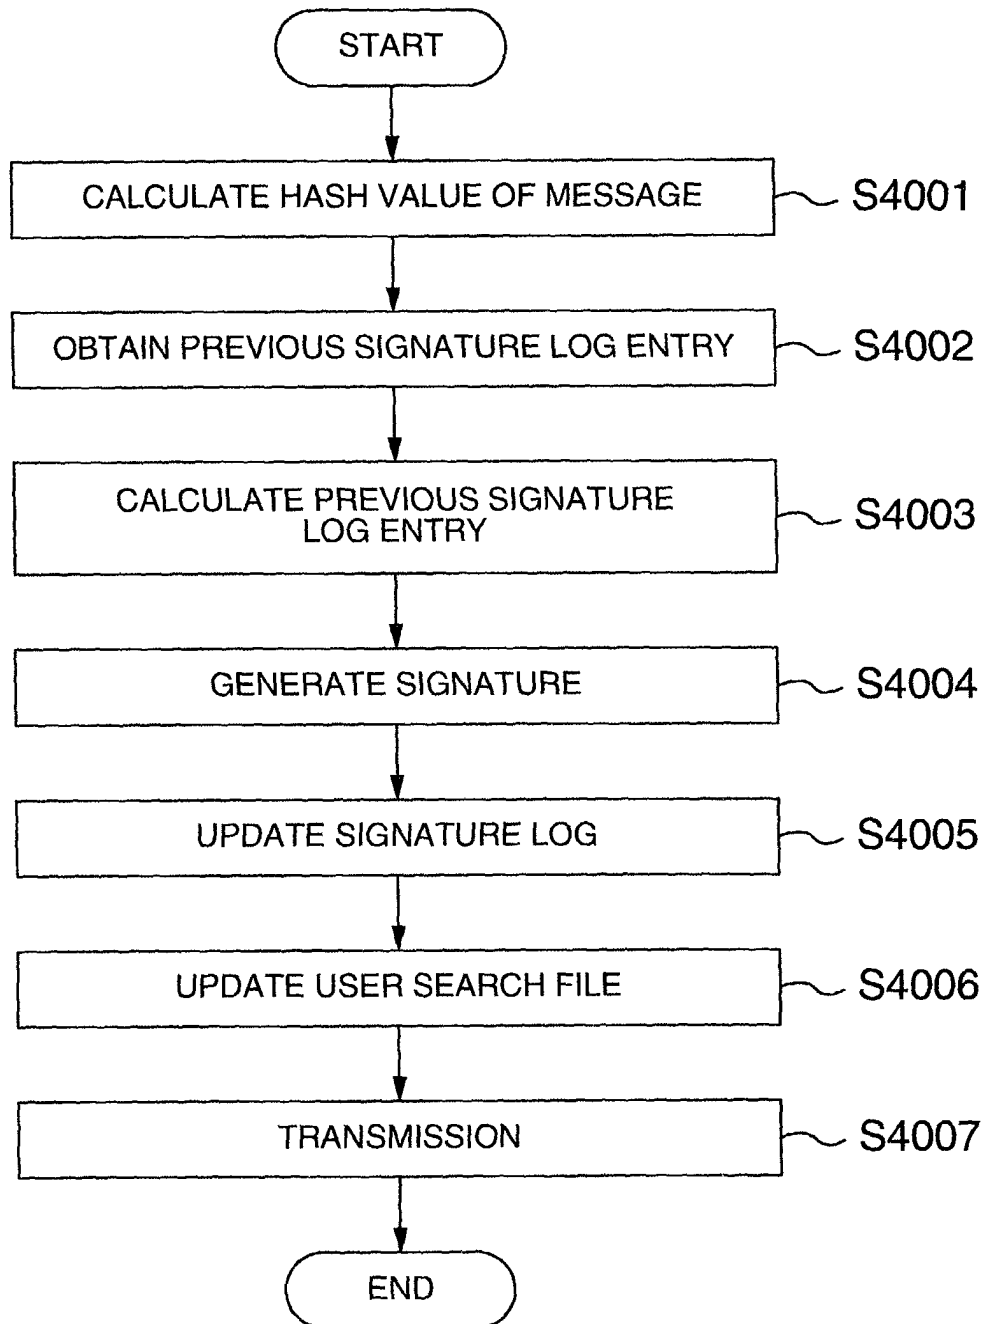 START
CALCULATE HASH VALUE OF MESSAGE
S4001
OBTAIN PREVIOUS SIGNATURE LOG ENTRY
S4002
CALCULATE PREVIOUS SIGNATURE
LOG ENTRY
S4003
GENERATE SIGNATURE
S4004
UPDATE SIGNATURE LOG
S4005
UPDATE USER SEARCH FILE
S4006
TRANSMISSION
S4007
END